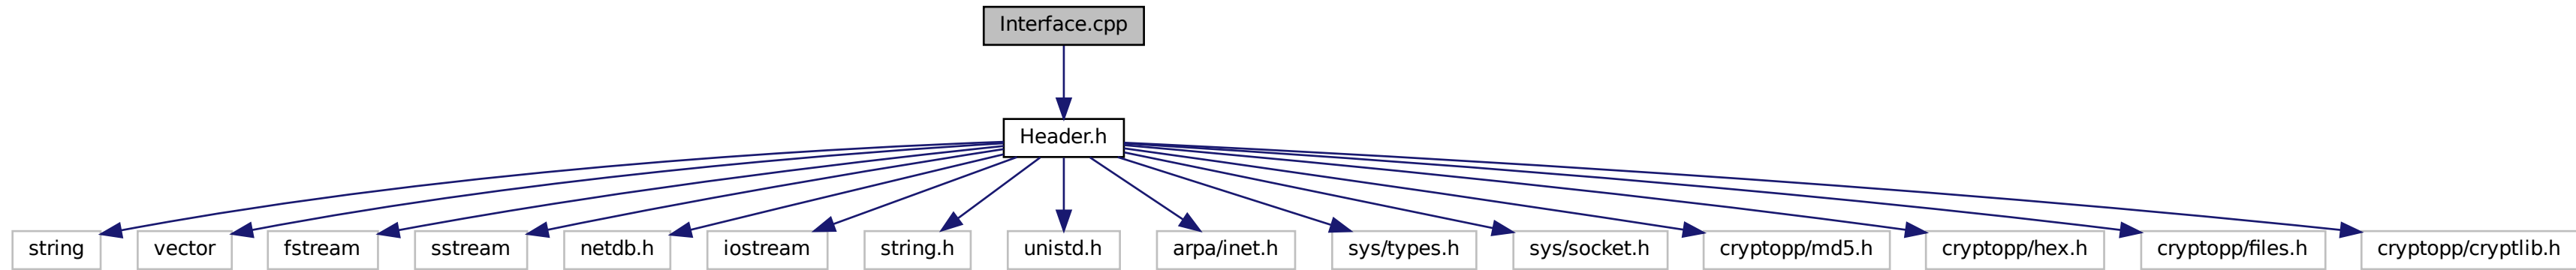 Interface.cpp
Header.h
string
vector
fstream
sstream
netdb.h
iostream
string.h
unistd.h
arpa/inet.h
sys/types.h
sys/socket.h
cryptopp/md5.h
cryptopp/hex.h
cryptopp/files.h
cryptopp/cryptlib.h